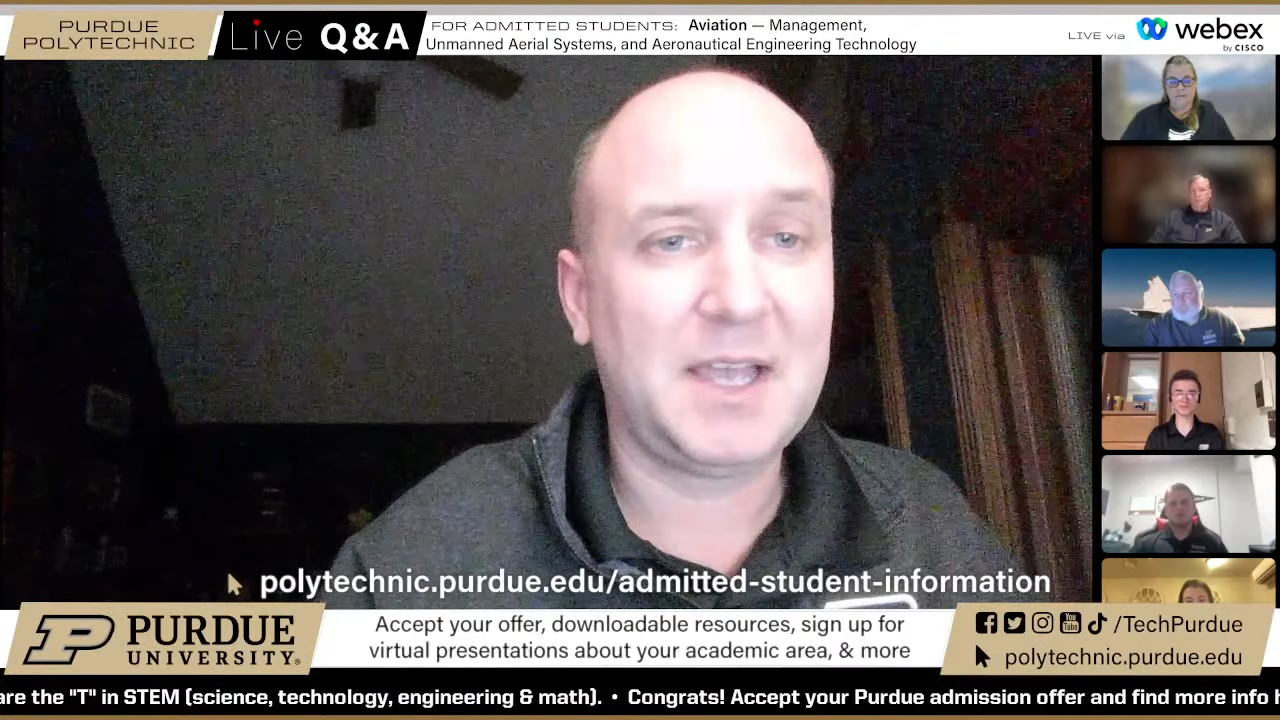 PURDUE
POLYTECHNIC
Live Q&A
FOR ADMITTED STUDENTS: Aviation — Management,
Unmanned Aerial Systems, and Aeronautical Engineering Technology
LIVE via webex
by CISCO
polytechnic.purdue.edu/admitted-student-information
P PURDUE
UNIVERSITY®
Accept your offer, downloadable resources, sign up for
virtual presentations about your academic area, & more
You Tube
/TechPurdue
polytechnic.purdue.edu
are the "T" in STEM (science, technology, engineering & math). • Congrats! Accept your Purdue admission offer and find more info